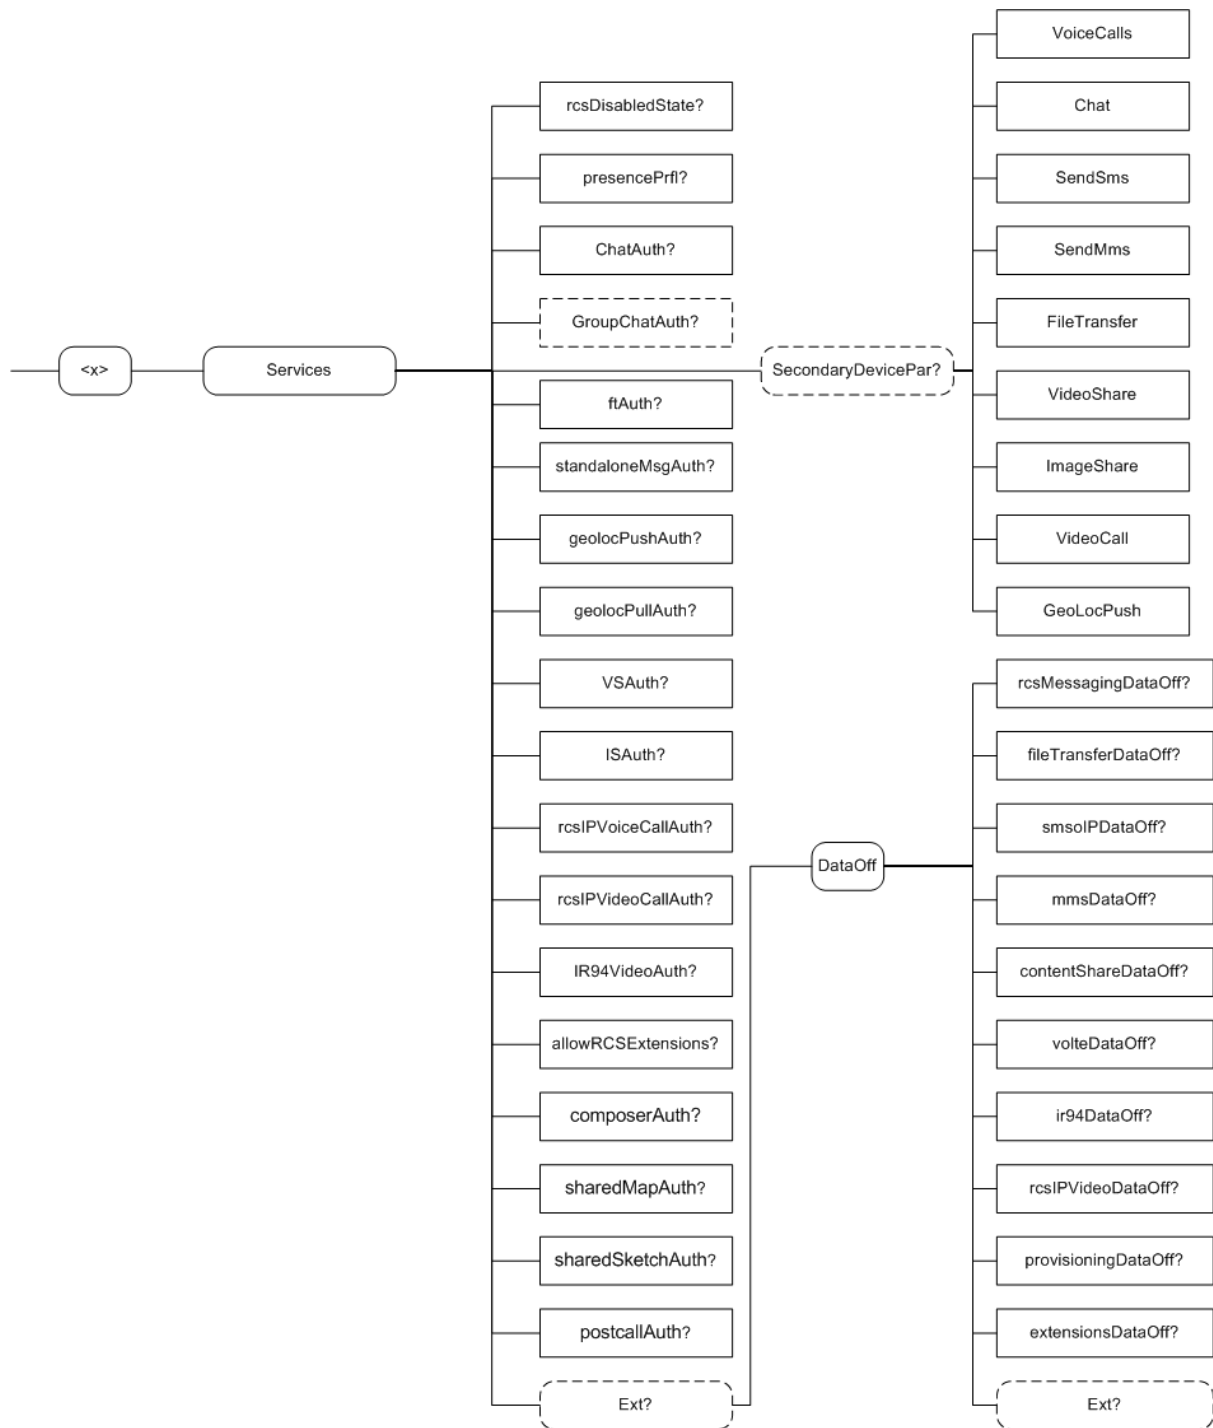 <x>
Services
rcsDisabledState?
presencePrfl?
ChatAuth?
GroupChatAuth?
ftAuth?
standaloneMsgAuth?
geolocPushAuth?
geolocPullAuth?
VSAuth?
ISAuth?
rcsIPVoiceCallAuth?
rcsIPVideoCallAuth?
IR94VideoAuth?
allowRCSExtensions?
composerAuth?
sharedMapAuth?
sharedSketchAuth?
postcallAuth?
Ext?
SecondaryDevicePar?
VoiceCalls
Chat
SendSms
SendMms
FileTransfer
VideoShare
ImageShare
VideoCall
GeoLocPush
DataOff
rcsMessagingDataOff?
fileTransferDataOff?
smsoIPDataOff?
mmsDataOff?
contentShareDataOff?
volteDataOff?
ir94DataOff?
rcsIPVideoDataOff?
provisioningDataOff?
extensionsDataOff?
Ext?